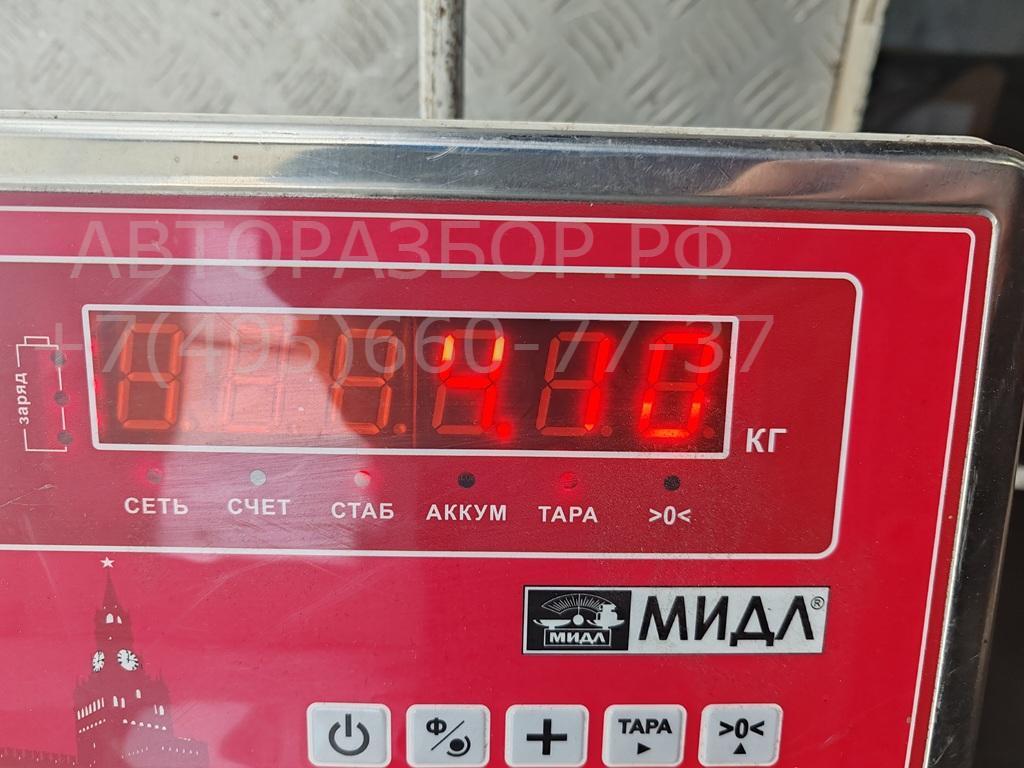 АВТОРАЗБОР.РФ
+7(495)660-77-37
заряд
4.10
КГ
СЕТЬ СЧЕТ СТАБ АККУМ ТАРА >0<
МИДЛ МИДЛ®
Ф ТАРА >0<